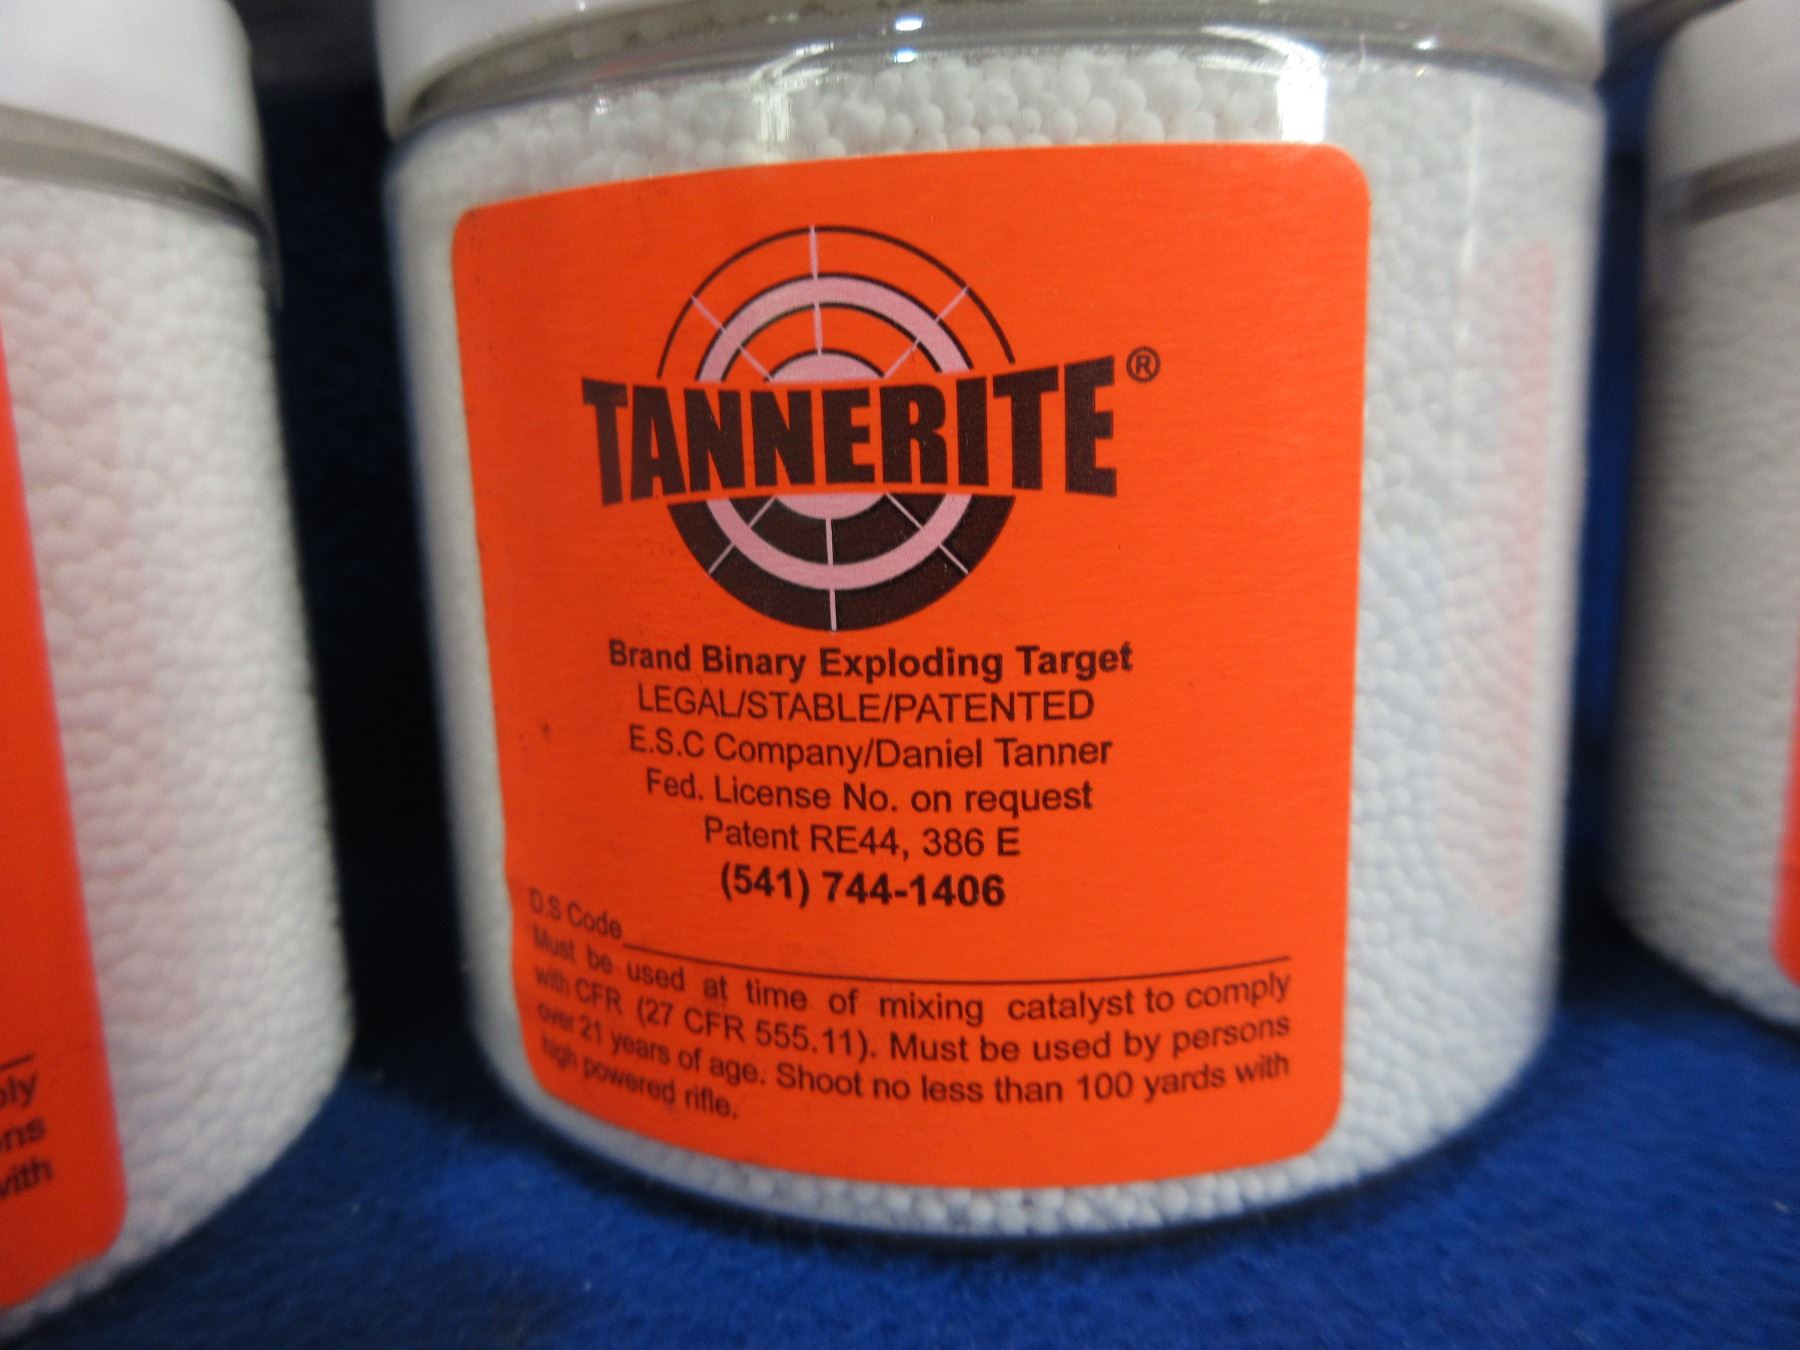 TANNERITE®
Brand Binary Exploding Target
LEGAL/STABLE/PATENTED
E.S.C Company/Daniel Tanner
Fed. License No. on request
Patent RE44, 386 E
(541) 744-1406
D.S Code
Must be used at time of mixing catalyst to comply
with CFR (27 CFR 555.11). Must be used by persons
over 21 years of age. Shoot no less than 100 yards with
high powered rifle.
with